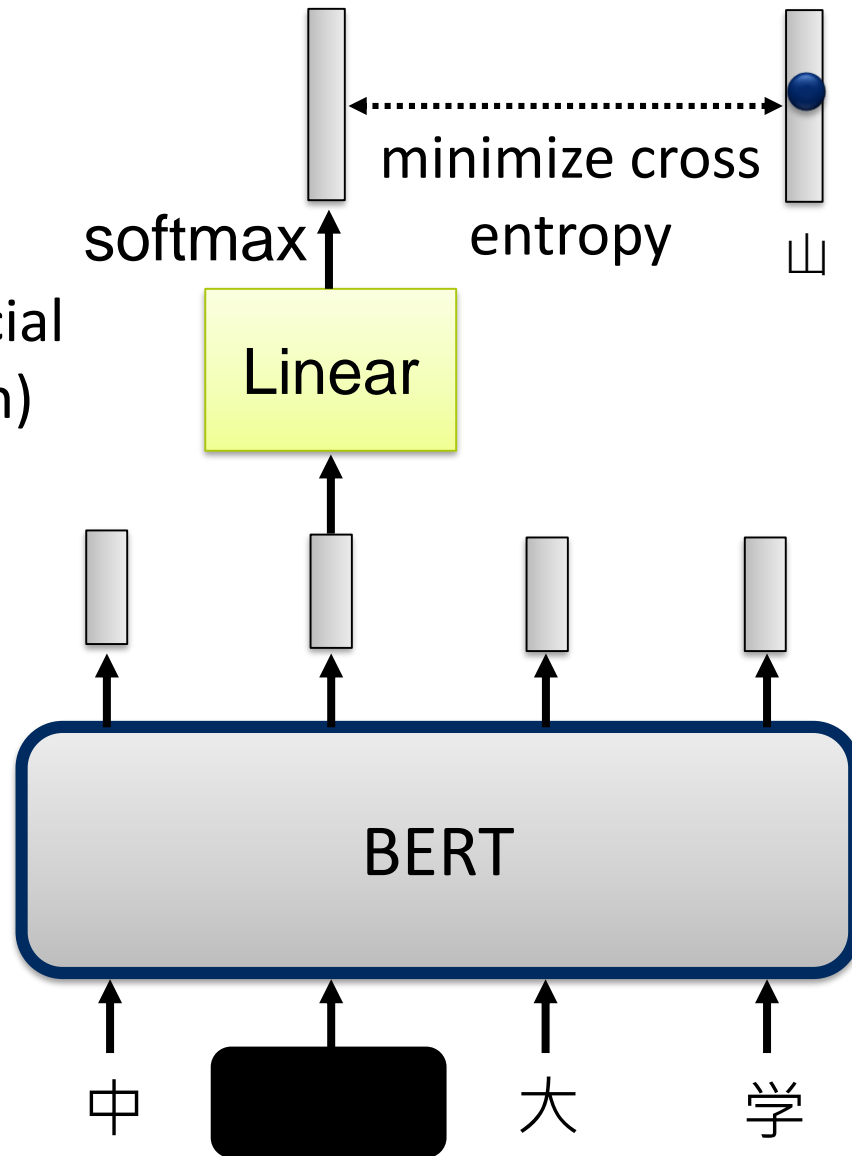 minimize cross
entropy
山
softmax
cial
n)
Linear
BERT
中 大 学